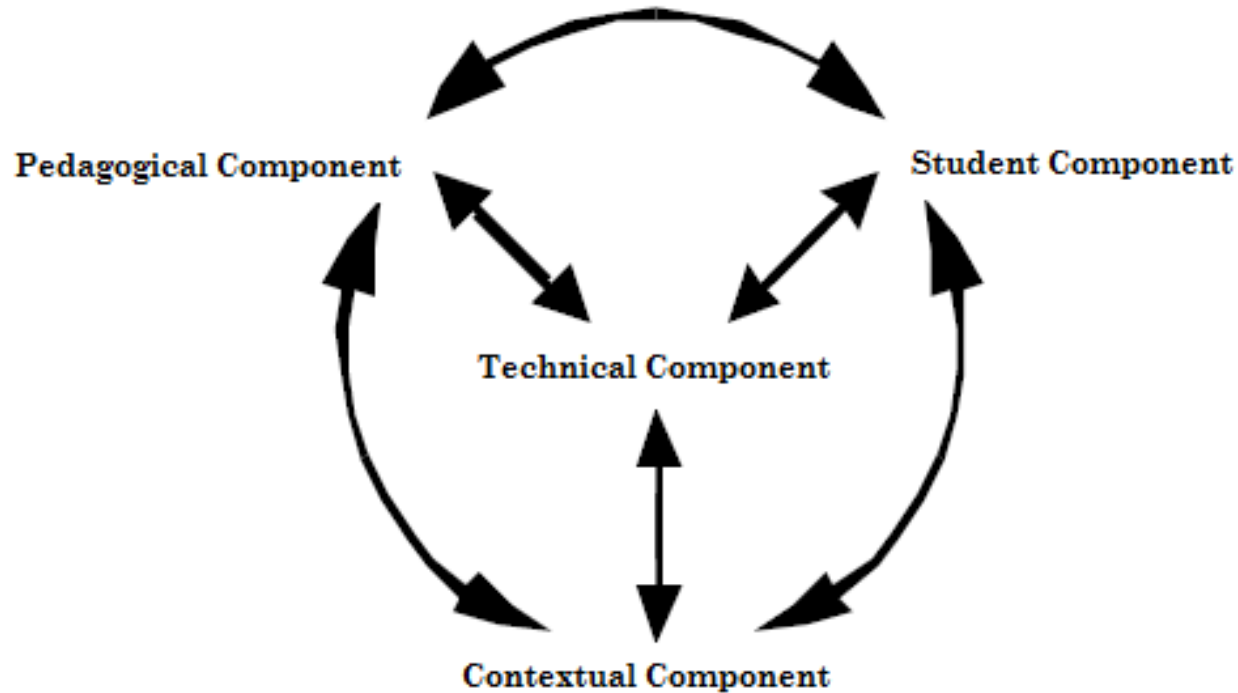 Pedagogical Component
Student Component
Technical Component
Contextual Component